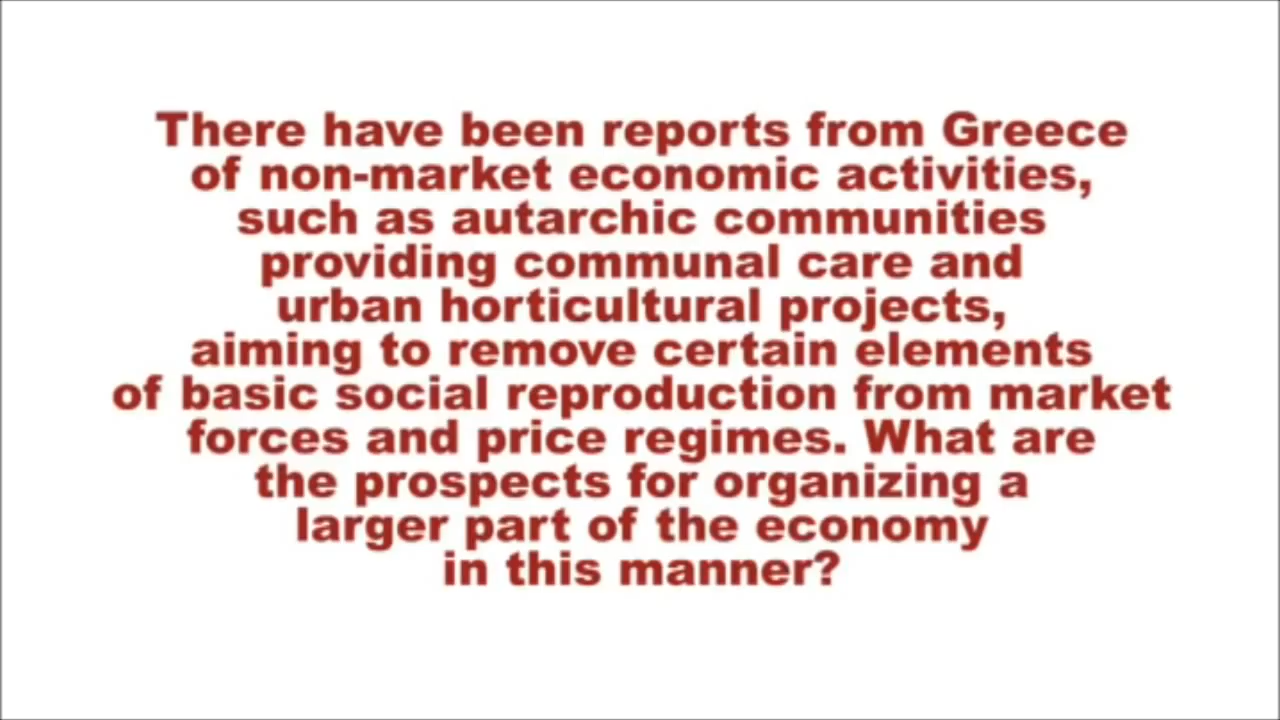 There have been reports from Greece
of non-market economic activities,
such as autarchic communities
providing communal care and
urban horticultural projects,
aiming to remove certain elements
of basic social reproduction from market
forces and price regimes. What are
the prospects for organizing a
larger part of the economy
in this manner?